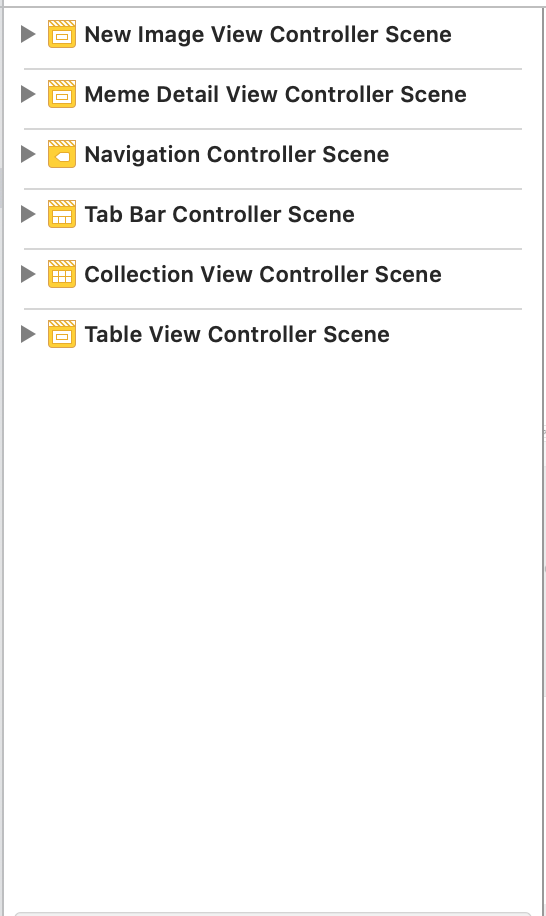 New Image View Controller Scene
Meme Detail View Controller Scene
Navigation Controller Scene
Tab Bar Controller Scene
Collection View Controller Scene
Table View Controller Scene